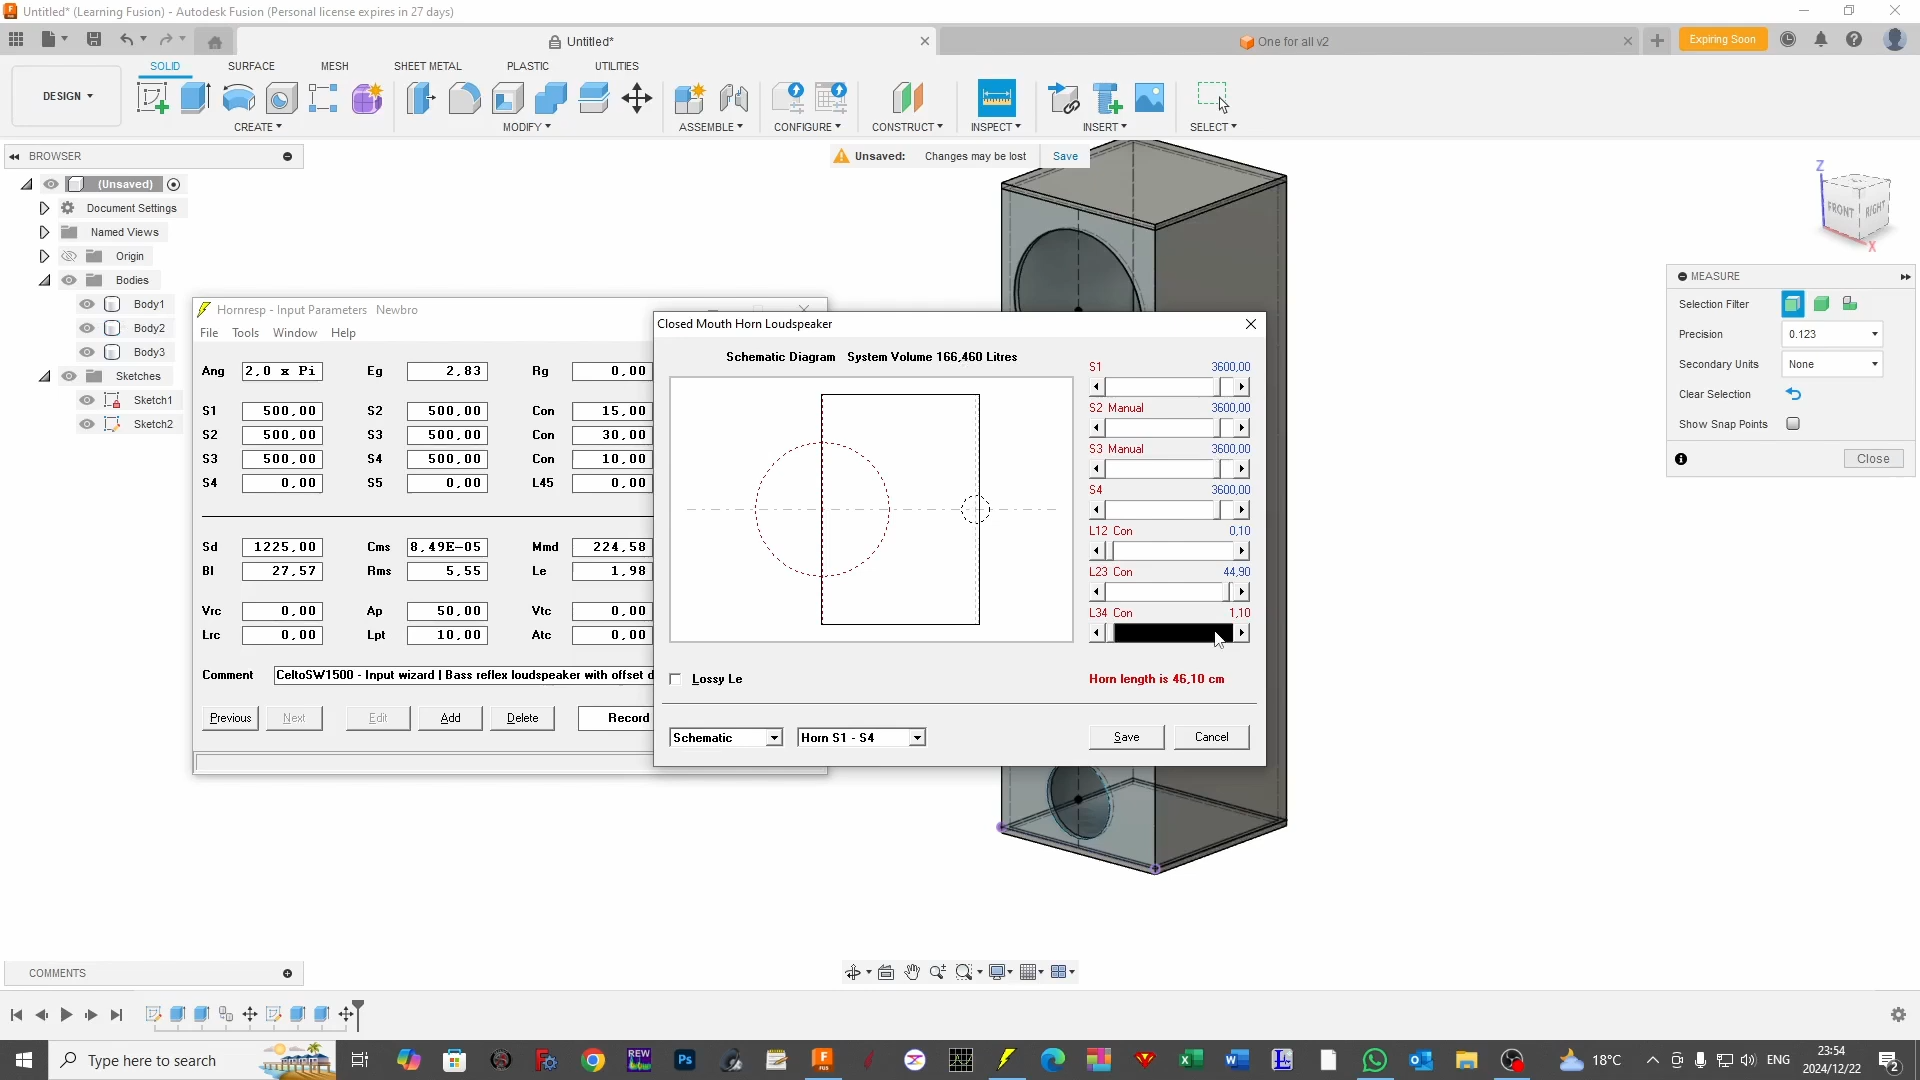 Untitled* (Learning Fusion) - Autodesk Fusion (Personal license expires in 27 days)
Untitled*
One for all v2
Expiring Soon
DESIGN
SOLID
SURFACE
MESH
SHEET METAL
PLASTIC
UTILITIES
CREATE
MODIFY
ASSEMBLE
CONFIGURE
CONSTRUCT
INSPECT
INSERT
SELECT
BROWSER
Unsaved: Changes may be lost
Save
(Unsaved)
Document Settings
Named Views
Origin
Bodies
Body1
Body2
Body3
Sketches
Sketch1
Sketch2
Z
FRONT
RIGHT
X
MEASURE
Selection Filter
Precision 0.123
Secondary Units None
Clear Selection
Show Snap Points
Close
Hornresp - Input Parameters Newbro
File Tools Window Help
Ang 2,0 x Pi Eg 2,83 Rg 0,00
S1 500,00 S2 500,00 Con 15,00
S2 500,00 S3 500,00 Con 30,00
S3 500,00 S4 500,00 Con 10,00
S4 0,00 S5 0,00 L45 0,00
Sd 1225,00 Cms 8,49E-05 Mmd 224,58
Bl 27,57 Rms 5,55 Le 1,98
Vrc 0,00 Ap 50,00 Vtc 0,00
Lrc 0,00 Lpt 10,00 Atc 0,00
Comment CeltoSW1500 - Input wizard | Bass reflex loudspeaker with offset d
Previous Next Edit Add Delete Record
Closed Mouth Horn Loudspeaker
Schematic Diagram System Volume 166,460 Litres
S1 3600,00
S2 Manual 3600,00
S3 Manual 3600,00
S4 3600,00
L12 Con 0,10
L23 Con 44,90
L34 Con 1,10
Lossy Le
Horn length is 46,10 cm
Schematic
Horn S1 - S4
Save
Cancel
COMMENTS
Type here to search
REW
Ps
FUS
18°C
ENG
23:54
2024/12/22
2